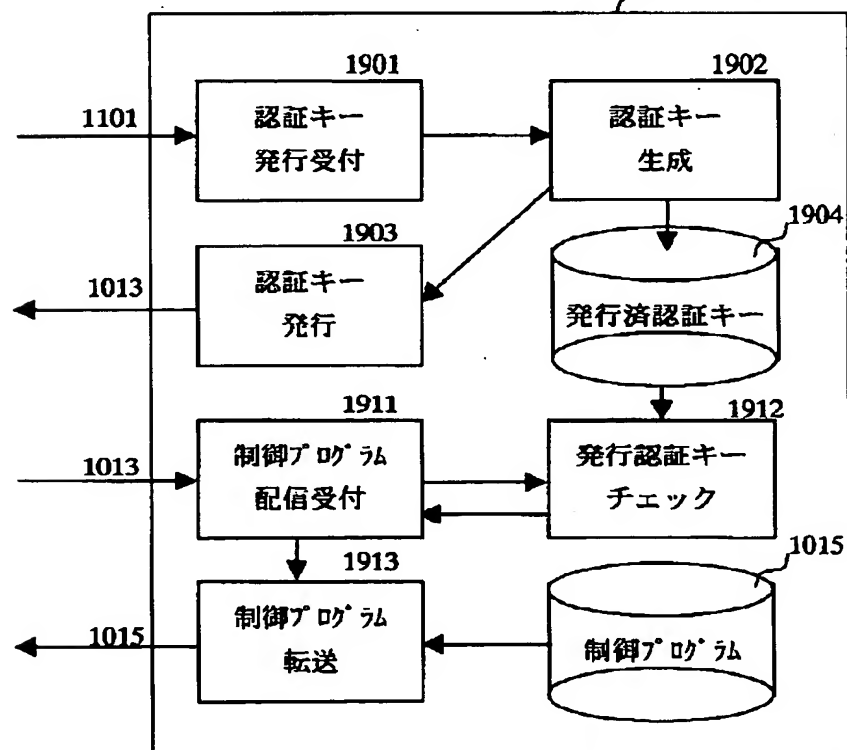 1901
1902
1101
認証キー
発行受付
認証キー
生成
1903
1904
1013
認証キー
発行
発行済認証キー
1911
1912
1013
制御プログラム
配信受付
発行認証キー
チェック
1913
1015
1015
制御プログラム
転送
制御プログラム